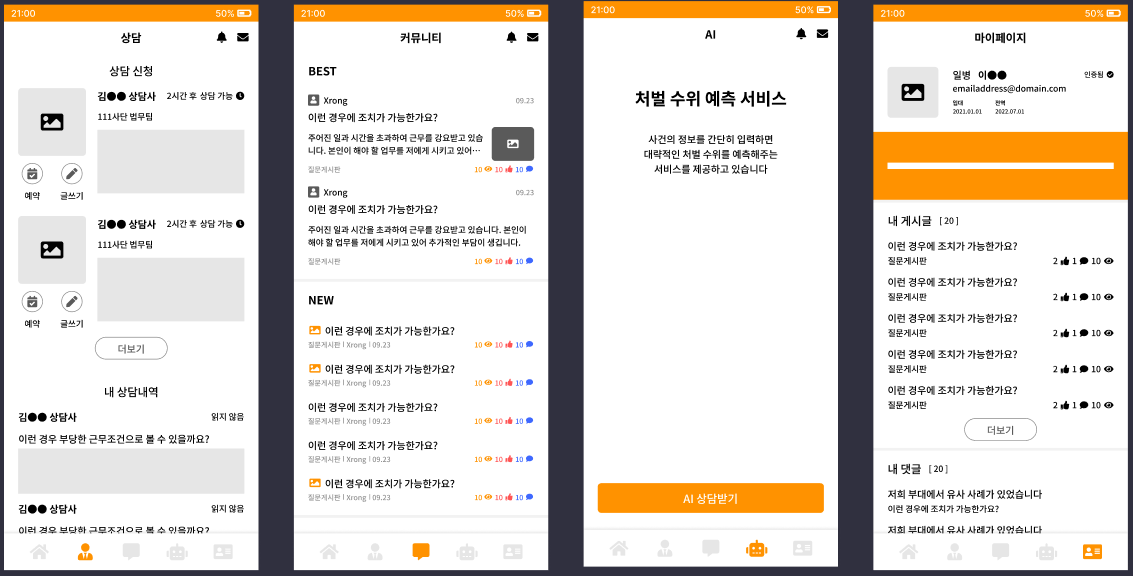 21:00 50%
상담
상담 신청
김●● 상담사 2시간 후 상담 가능
111사단 법무팀
예약 글쓰기
김●● 상담사 2시간 후 상담 가능
111사단 법무팀
예약 글쓰기
더보기
내 상담내역
김●● 상담사 읽지 않음
이런 경우 부당한 근무조건으로 볼 수 있을까요?
김●● 상담사 읽지 않음
이런 경우 부당한 근무조건으로 볼 수 있을까요?
21:00 50%
커뮤니티
BEST
Xrong 09.23
이런 경우에 조치가 가능한가요?
주어진 일과 시간을 초과하여 근무를 강요받고 있습
니다. 본인이 해야 할 업무를 저에게 시키고 있어…
질문게시판 10 10 10
Xrong 09.23
이런 경우에 조치가 가능한가요?
주어진 일과 시간을 초과하여 근무를 강요받고 있습니다. 본인이
해야 할 업무를 저에게 시키고 있어 추가적인 부담이 생깁니다.
질문게시판 10 10 10
NEW
이런 경우에 조치가 가능한가요?
질문게시판 | Xrong | 09.23 10 10 10
이런 경우에 조치가 가능한가요?
질문게시판 | Xrong | 09.23 10 10 10
이런 경우에 조치가 가능한가요?
질문게시판 | Xrong | 09.23 10 10 10
이런 경우에 조치가 가능한가요?
질문게시판 | Xrong | 09.23 10 10 10
이런 경우에 조치가 가능한가요?
질문게시판 | Xrong | 09.23 10 10 10
21:00 50%
AI
처벌 수위 예측 서비스
사건의 정보를 간단히 입력하면
대략적인 처벌 수위를 예측해주는
서비스를 제공하고 있습니다
AI 상담받기
21:00 50%
마이페이지
일병 이●● 인증됨
emailaddress@domain.com
입대 전역
2021.01.01 2022.07.01
내 게시글 [ 20 ]
이런 경우에 조치가 가능한가요?
질문게시판 2 1 10
이런 경우에 조치가 가능한가요?
질문게시판 2 1 10
이런 경우에 조치가 가능한가요?
질문게시판 2 1 10
이런 경우에 조치가 가능한가요?
질문게시판 2 1 10
이런 경우에 조치가 가능한가요?
질문게시판 2 1 10
더보기
내 댓글 [ 20 ]
저희 부대에서 유사 사례가 있었습니다
이런 경우에 조치가 가능한가요?
저희 부대에서 유사 사례가 있었습니다